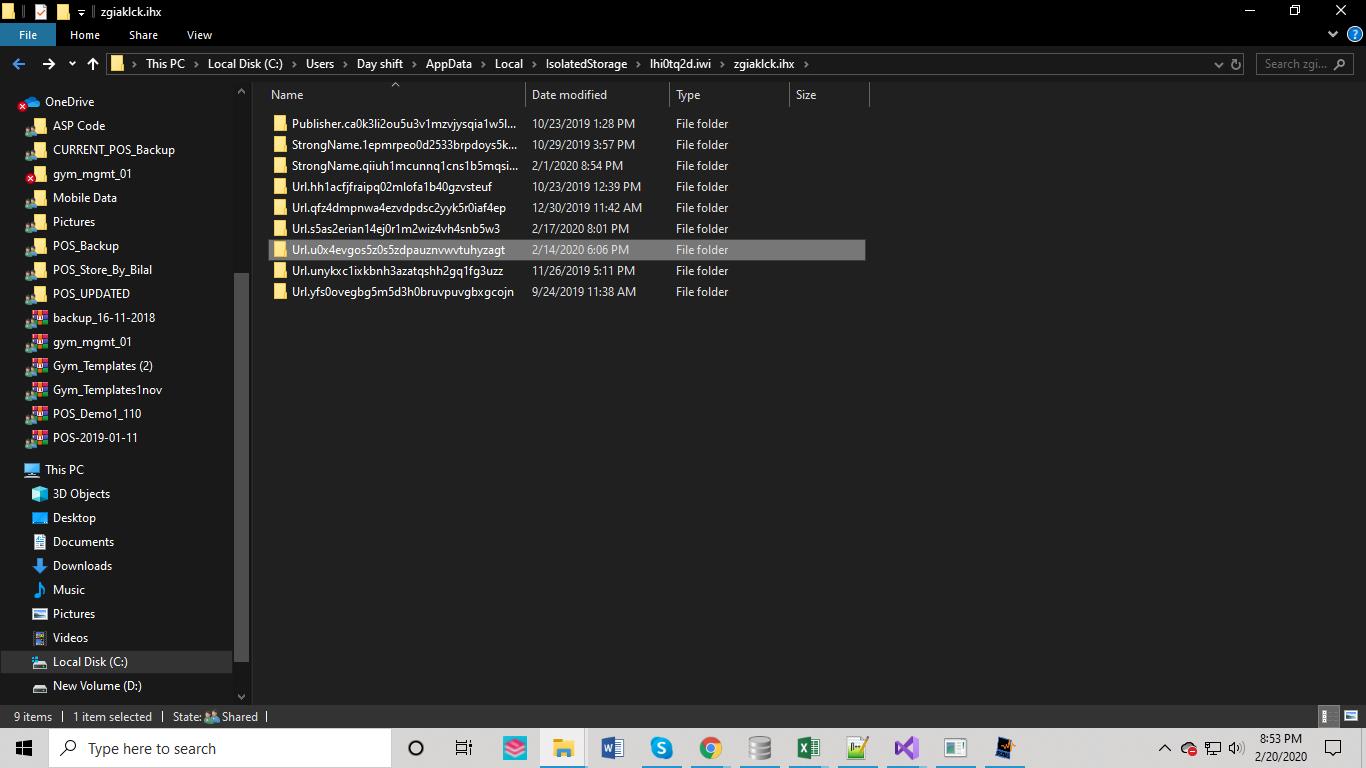 zgiaklck.ihx
File Home Share View
This PC Local Disk (C:) Users Day shift AppData Local IsolatedStorage lhi0tq2d.iwi zgiaklck.ihx
Search zgi...
Name Date modified Type Size
Publisher.ca0k3li2ou5u3v1mzvjysqia1w5l... 10/23/2019 1:28 PM File folder
StrongName.1epmrpeo0d2533brpdoys5k... 10/29/2019 3:57 PM File folder
StrongName.qiiuh1mcunnq1cns1b5mqsi... 2/1/2020 8:54 PM File folder
Url.hh1acfjfraipq02mlofa1b40gzvsteuf 10/23/2019 12:39 PM File folder
Url.qfz4dmpnwa4ezvdpdsc2yyk5r0iaf4ep 12/30/2019 11:42 AM File folder
Url.s5as2erian14ej0r1m2wiz4vh4snb5w3 2/17/2020 8:01 PM File folder
Url.u0x4evgos5z0s5zdpauznvwvtuhyzagt 2/14/2020 6:06 PM File folder
Url.unykxc1ixkbnh3azatqshh2gq1fg3uzz 11/26/2019 5:11 PM File folder
Url.yfs0ovegbg5m5d3h0bruvpuvgbxgcojn 9/24/2019 11:38 AM File folder
OneDrive
ASP Code
CURRENT_POS_Backup
gym_mgmt_01
Mobile Data
Pictures
POS_Backup
POS_Store_By_Bilal
POS_UPDATED
backup_16-11-2018
gym_mgmt_01
Gym_Templates (2)
Gym_Templates1nov
POS_Demo1_110
POS-2019-01-11
This PC
3D Objects
Desktop
Documents
Downloads
Music
Pictures
Videos
Local Disk (C:)
New Volume (D:)
9 items 1 item selected State: Shared
Type here to search
8:53 PM
2/20/2020